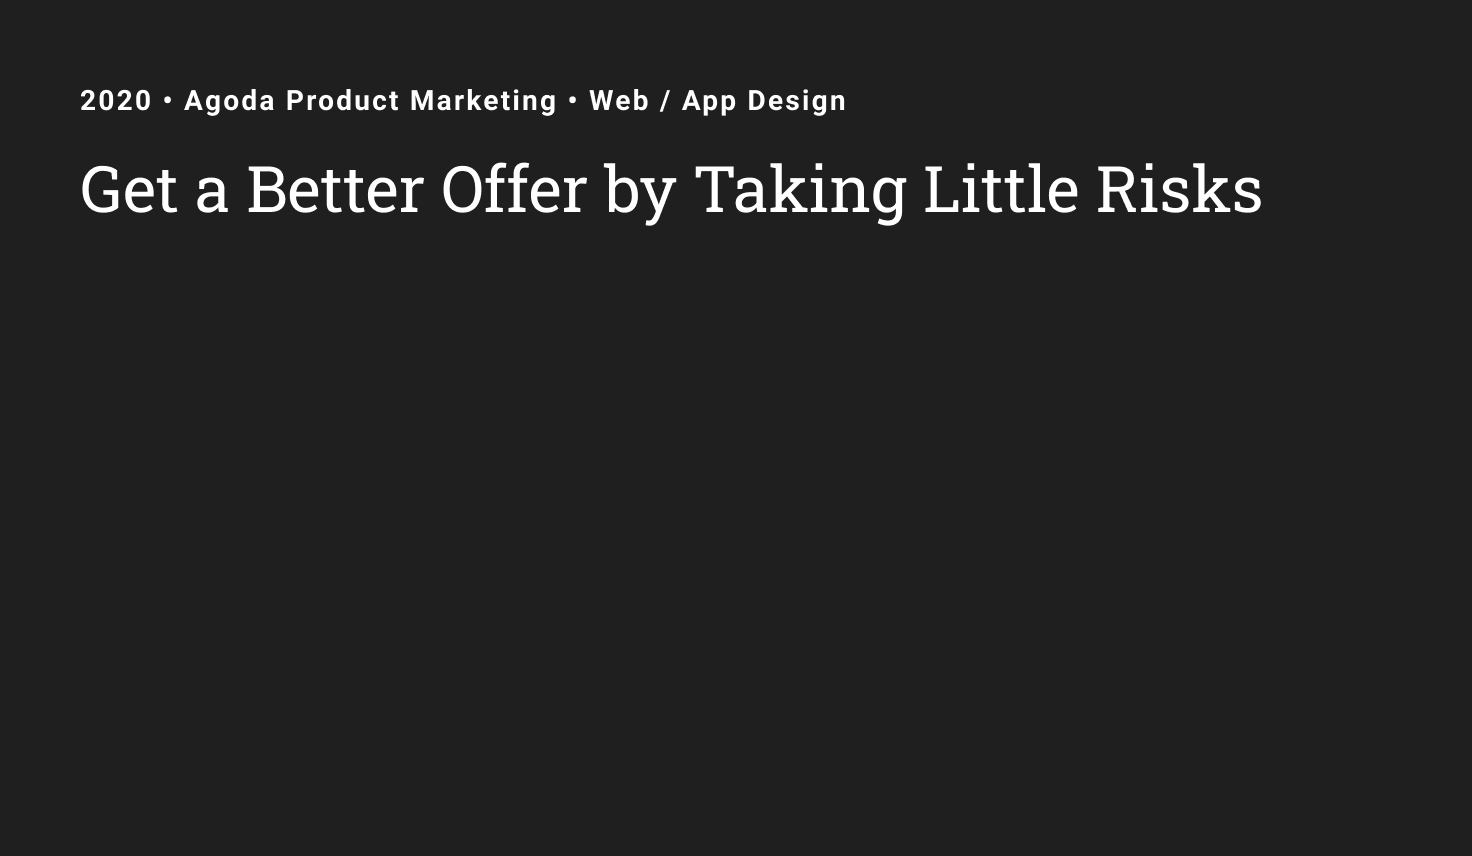 2020 • Agoda Product Marketing • Web / App Design
Get a Better Offer by Taking Little Risks